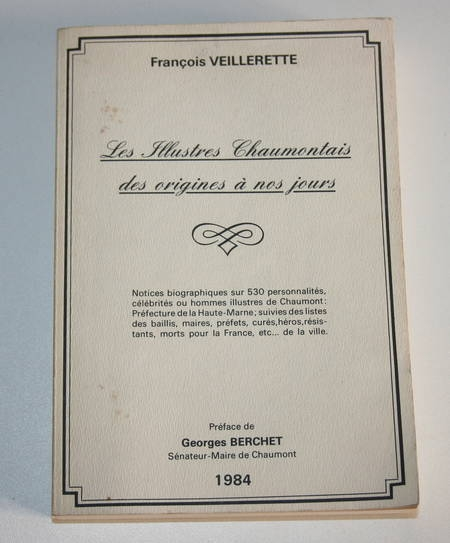 François VEILLERETTE
Les Illustres Chaumontais
des origines à nos jours
Notices biographiques sur 530 personnalités,
célébrités ou hommes illustres de Chaumont:
Préfecture de la Haute-Marne; suivies des listes
des baillis, maires, préfets, curés,héros,résis-
tants, morts pour la France, etc... de la ville.
Préface de
Georges BERCHET
Sénateur-Maire de Chaumont
1984